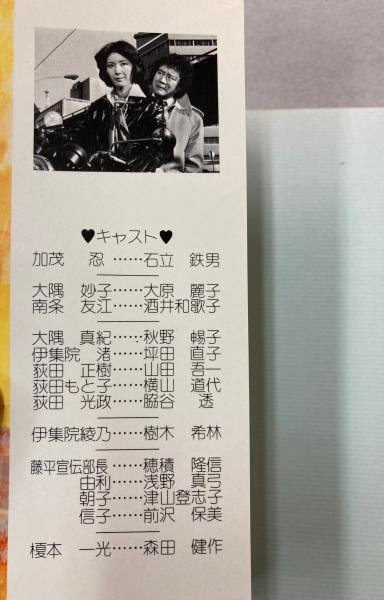 ♥キャスト♥
加茂　忍……石立　鉄男
大隅　妙子……大原　麗子
南条　友江……酒井和歌子
大隅　真紀……秋野　暢子
伊集院　渚……坪田　直子
荻田　正樹……山田　吾一
荻田もと子……横山　道代
荻田　光政……脇谷　透
伊集院綾乃……樹木　希林
藤平宣伝部長……穂積　隆信
由利……浅野　真弓
朝子……津山登志子
信子……前沢　保美
榎本　一光……森田　健作